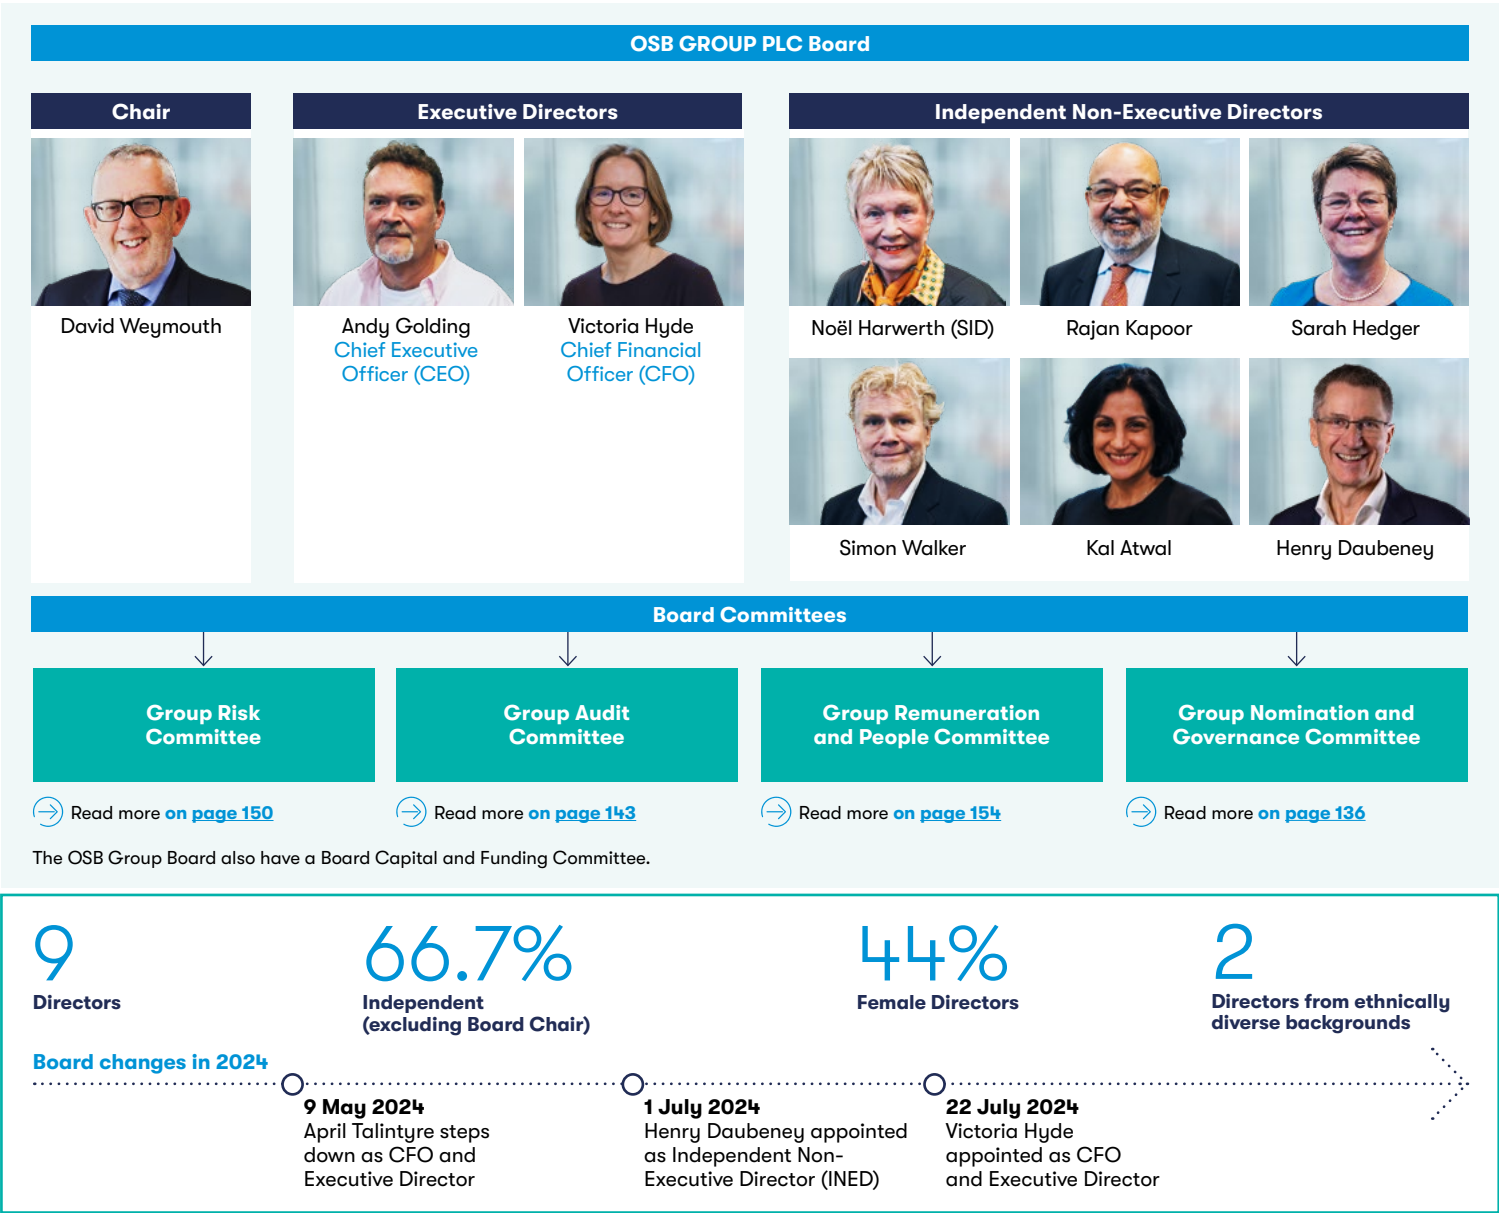 OSB GROUP PLC Board
Chair
Executive Directors
Independent Non-Executive Directors
David Weymouth
Andy Golding
Chief Executive
Officer (CEO)
Victoria Hyde
Chief Financial
Officer (CFO)
Noël Harwerth (SID)
Rajan Kapoor
Sarah Hedger
Simon Walker
Kal Atwal
Henry Daubeney
Board Committees
Group Risk
Committee
Group Audit
Committee
Group Remuneration
and People Committee
Group Nomination and
Governance Committee
Read more on page 150
Read more on page 143
Read more on page 154
Read more on page 136
The OSB Group Board also have a Board Capital and Funding Committee.
9
Directors
66.7%
Independent
(excluding Board Chair)
44%
Female Directors
2
Directors from ethnically
diverse backgrounds
Board changes in 2024
9 May 2024
April Talintyre steps
down as CFO and
Executive Director
1 July 2024
Henry Daubeney appointed
as Independent Non-
Executive Director (INED)
22 July 2024
Victoria Hyde
appointed as CFO
and Executive Director